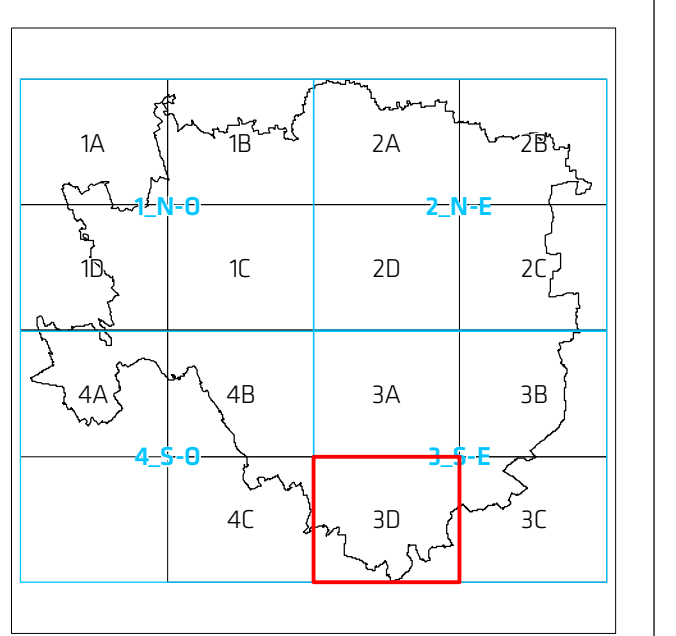 1A 1B 2A 2B
1_N-O 2_N-E
1D 1C 2D 2C
4A 4B 3A 3B
4_S-O 3_S-E
4C 3D 3C